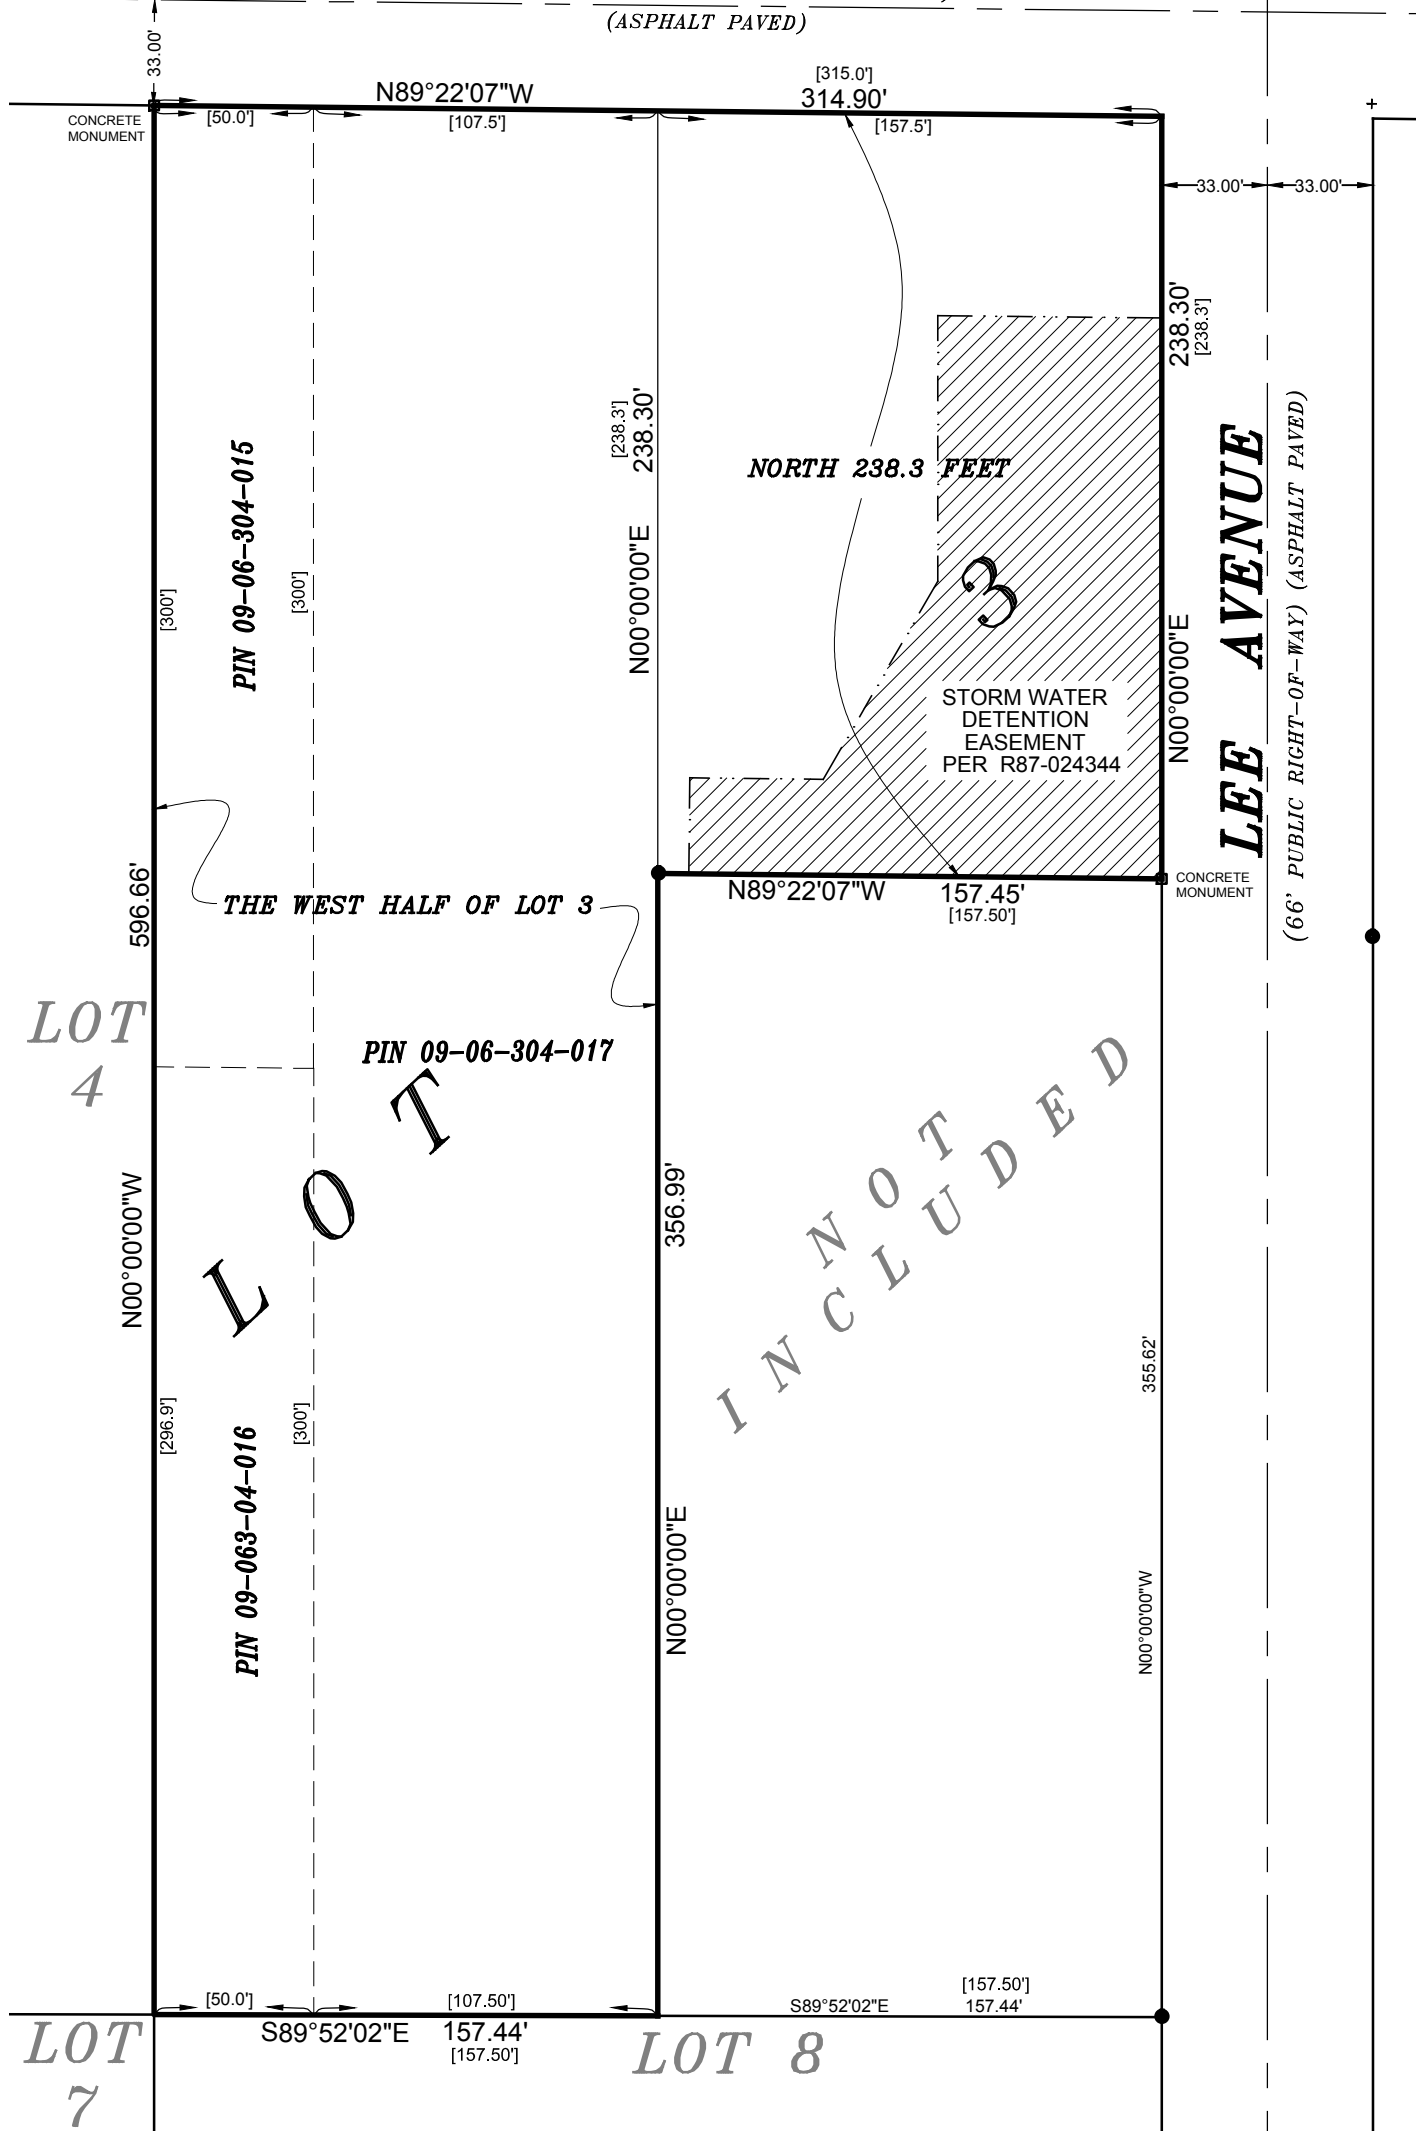 (ASPHALT PAVED)
33.00'
[315.0']
N89°22'07"W
314.90'
CONCRETE
MONUMENT
[50.0']
[107.5']
[157.5']
33.00'
33.00'
238.30'
[238.3']
[238.3']
238.30'
NORTH 238.3 FEET
PIN 09-06-304-015
[300']
[300']
N00°00'00"E
3
N00°00'00"E
LEE AVENUE
(66' PUBLIC RIGHT-OF-WAY) (ASPHALT PAVED)
STORM WATER
DETENTION
EASEMENT
PER R87-024344
596.66'
THE WEST HALF OF LOT 3
N89°22'07"W
157.45'
[157.50']
CONCRETE
MONUMENT
LOT
4
PIN 09-06-304-017
LOT
N00°00'00"W
356.99'
NOT
INCLUDED
355.62'
[296.9']
[300']
PIN 09-063-04-016
N00°00'00"E
N00°00'00"W
[50.0']
[107.50']
[157.50']
S89°52'02"E
157.44'
S89°52'02"E
157.44'
[157.50']
LOT
7
LOT 8